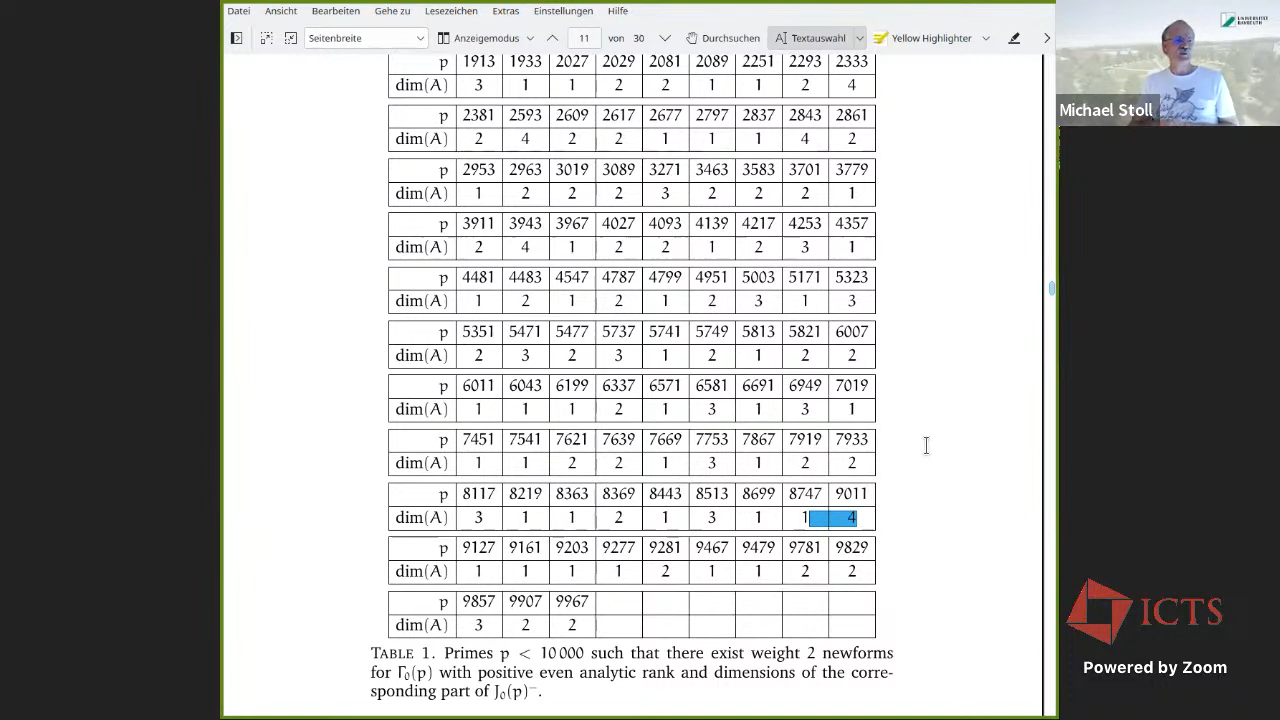 Datei Ansicht Bearbeiten Gehe zu Lesezeichen Extras Einstellungen Hilfe
Seitenbreite Anzeigemodus 11 von 30 Durchsuchen Textauswahl Yellow Highlighter
p 1913 1933 2027 2029 2081 2089 2251 2293 2333
dim(A) 3 1 1 2 2 1 1 2 4
p 2381 2593 2609 2617 2677 2797 2837 2843 2861
dim(A) 2 4 2 2 1 1 1 4 2
p 2953 2963 3019 3089 3271 3463 3583 3701 3779
dim(A) 1 2 2 2 3 2 2 2 1
p 3911 3943 3967 4027 4093 4139 4217 4253 4357
dim(A) 2 4 1 2 2 1 2 3 1
p 4481 4483 4547 4787 4799 4951 5003 5171 5323
dim(A) 1 2 1 2 1 2 3 1 3
p 5351 5471 5477 5737 5741 5749 5813 5821 6007
dim(A) 2 3 2 3 1 2 1 2 2
p 6011 6043 6199 6337 6571 6581 6691 6949 7019
dim(A) 1 1 1 2 1 3 1 3 1
p 7451 7541 7621 7639 7669 7753 7867 7919 7933
dim(A) 1 1 2 2 1 3 1 2 2
p 8117 8219 8363 8369 8443 8513 8699 8747 9011
dim(A) 3 1 1 2 1 3 1 1 4
p 9127 9161 9203 9277 9281 9467 9479 9781 9829
dim(A) 1 1 1 1 2 1 1 2 2
p 9857 9907 9967
dim(A) 3 2 2
TABLE 1. Primes p < 10 000 such that there exist weight 2 newforms
for Γ₀(p) with positive even analytic rank and dimensions of the corre-
sponding part of J₀(p)⁻.
UNIVERSITÄT
BAYREUTH
Michael Stoll
ICTS
Powered by Zoom